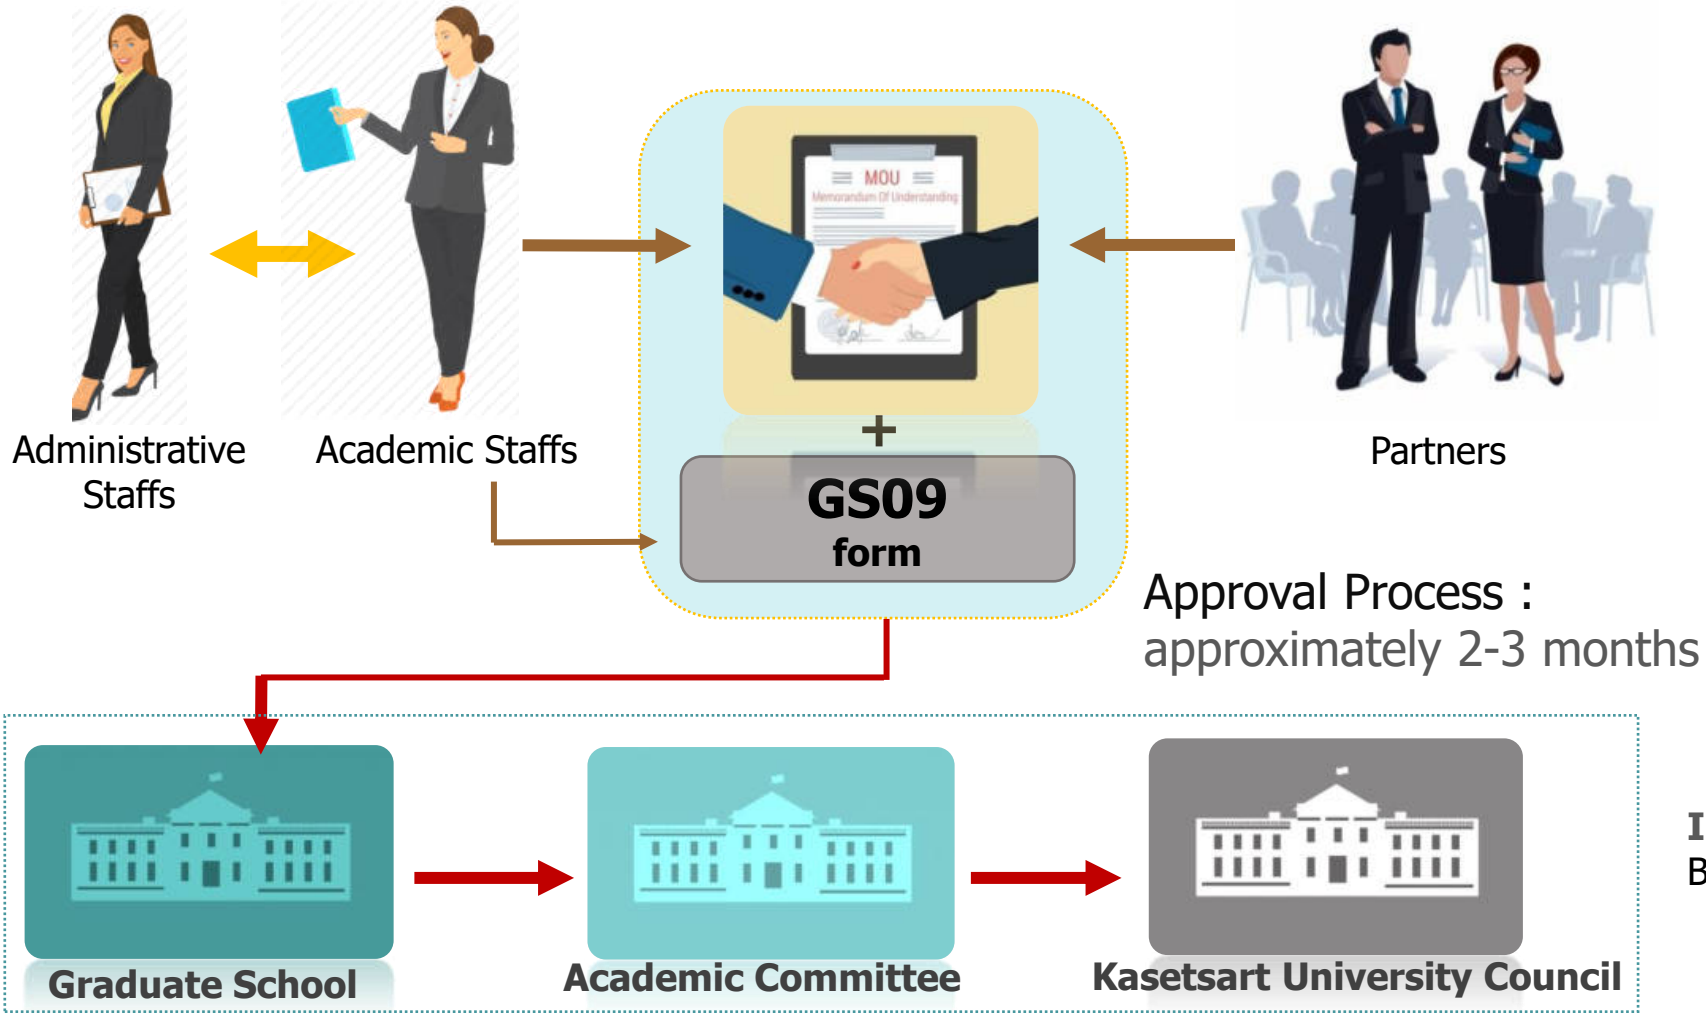 MOU
Memorandum Of Understanding
+
Administrative
Staffs
Academic Staffs
Partners
GS09
form
Approval Process :
approximately 2-3 months
Graduate School
Academic Committee
Kasetsart University Council